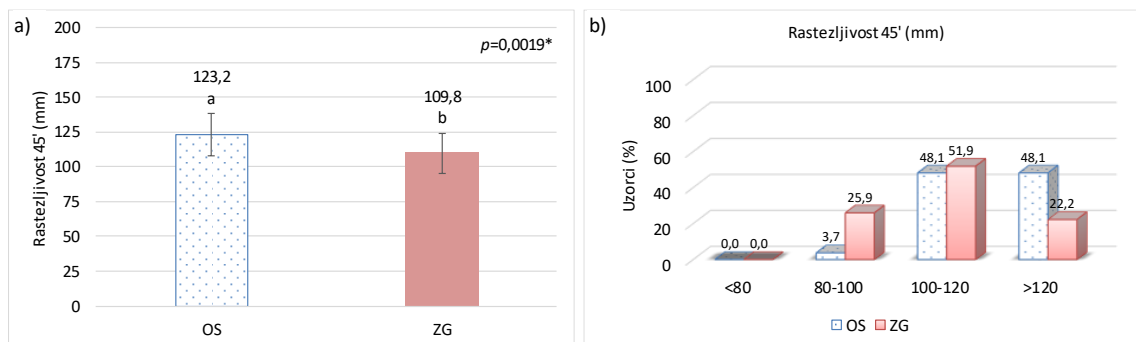 a)
Rastezljivost 45' (mm)
200
175
150
125
100
75
50
25
0
p=0,0019*
123,2
a
109,8
b
OS
ZG
b)
Rastezljivost 45' (mm)
Uzorci (%)
100
80
60
40
20
0
0,0 0,0
3,7
25,9
48,1
51,9
48,1
22,2
<80 80-100 100-120 >120
OS ZG